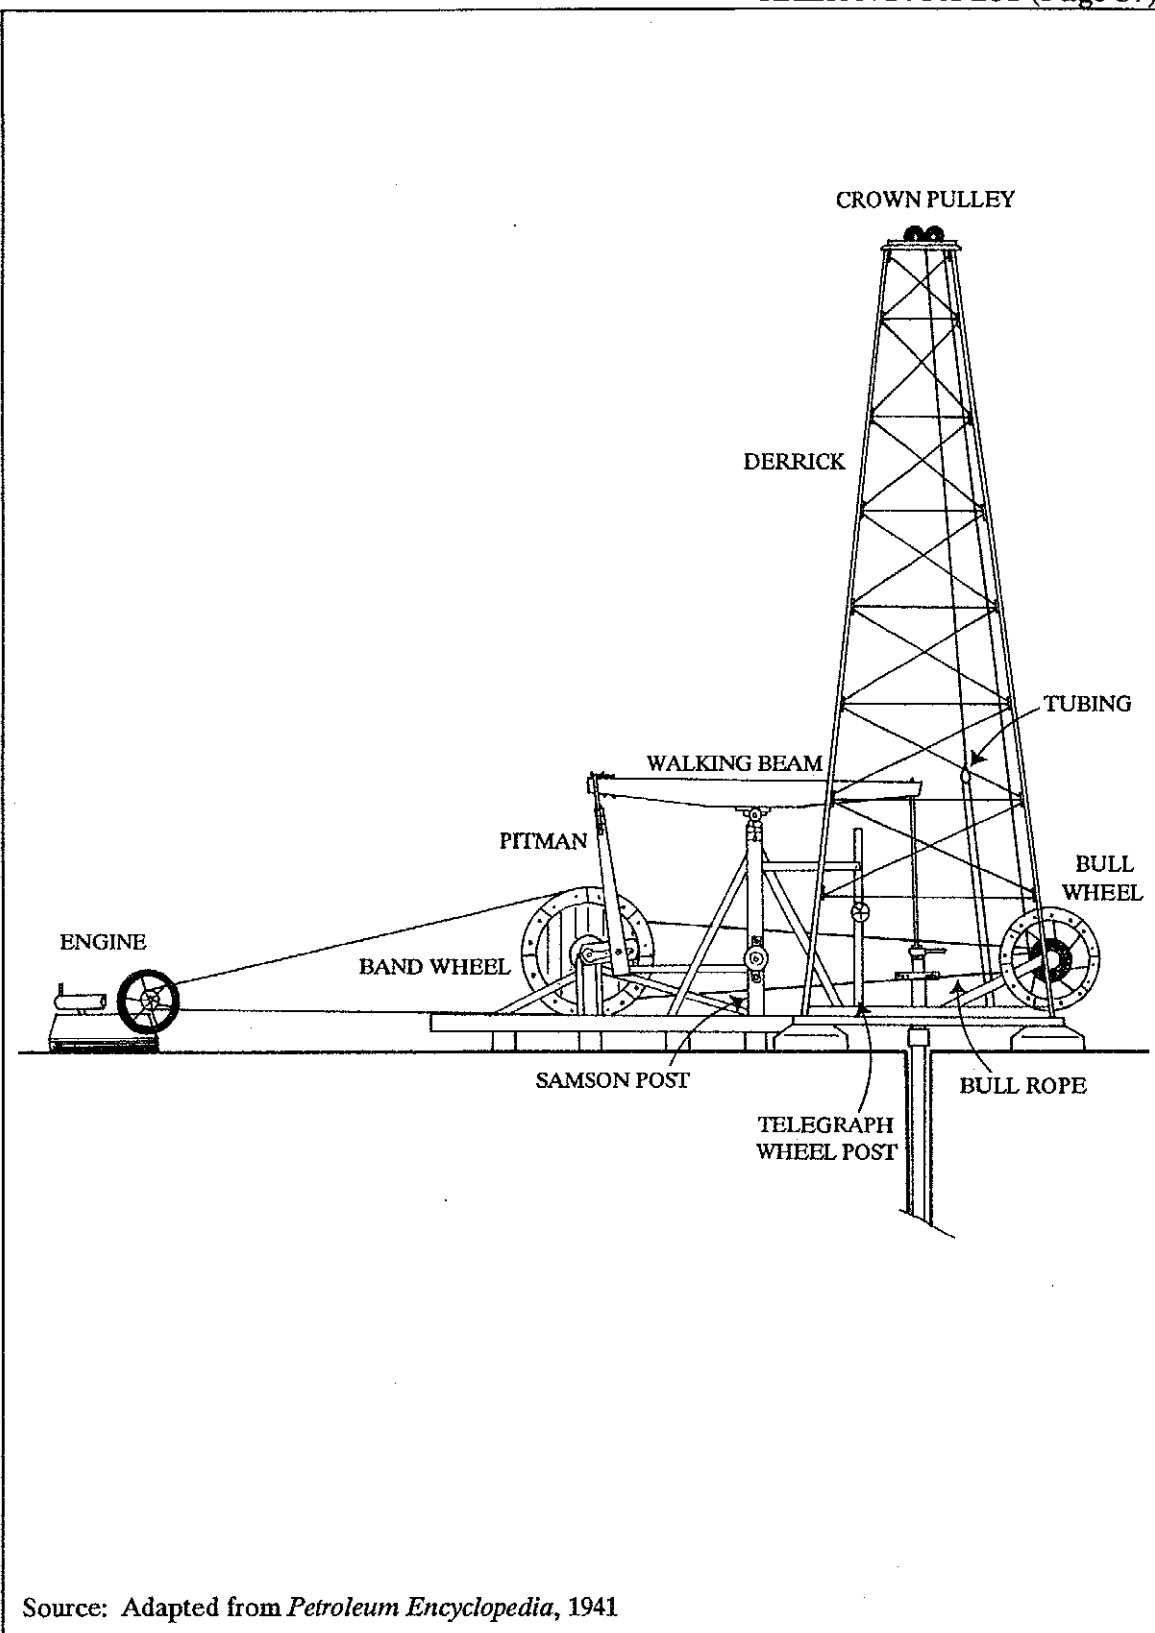 CROWN PULLEY
DERRICK
TUBING
WALKING BEAM
PITMAN
BULL
WHEEL
ENGINE
BAND WHEEL
SAMSON POST
BULL ROPE
TELEGRAPH
WHEEL POST
Source: Adapted from Petroleum Encyclopedia, 1941